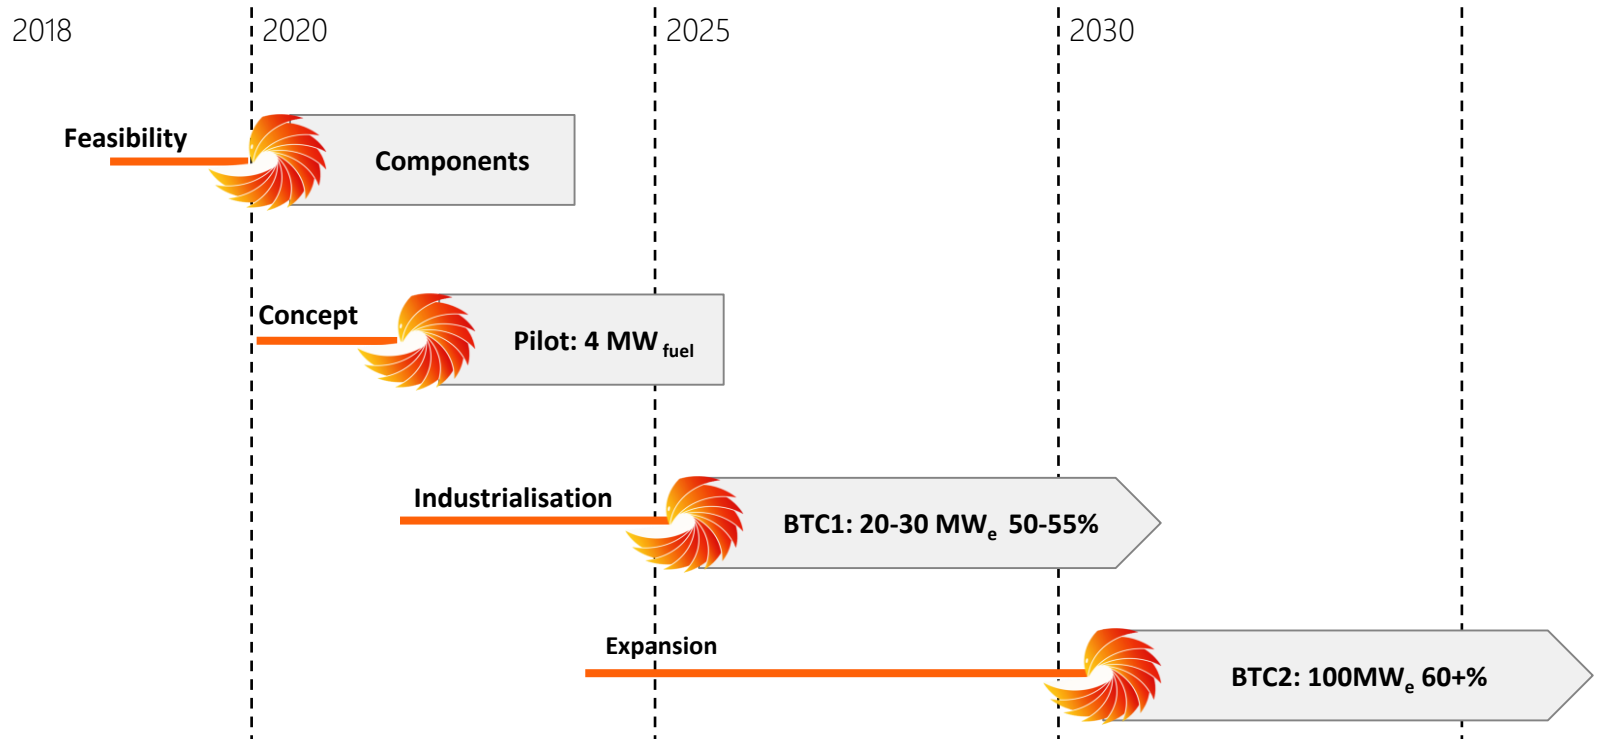 2018
2020
2025
2030
Feasibility
Components
Concept
Pilot: 4 MW fuel
Industrialisation
BTC1: 20-30 MWe 50-55%
Expansion
BTC2: 100MWe 60+%